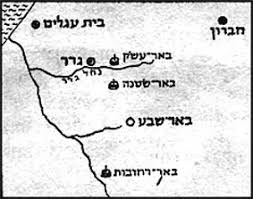 חברון
בית עגלים
באר־עשק
גרר
נחל גרר
באר־שטנה
באר־שבע
באר־רחובות